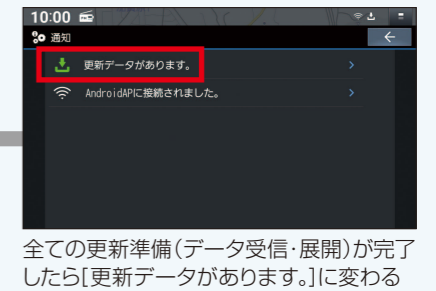 10:00
通知
更新データがあります。
AndroidAPに接続されました。
全ての更新準備(データ受信・展開)が完了
したら[更新データがあります。]に変わる